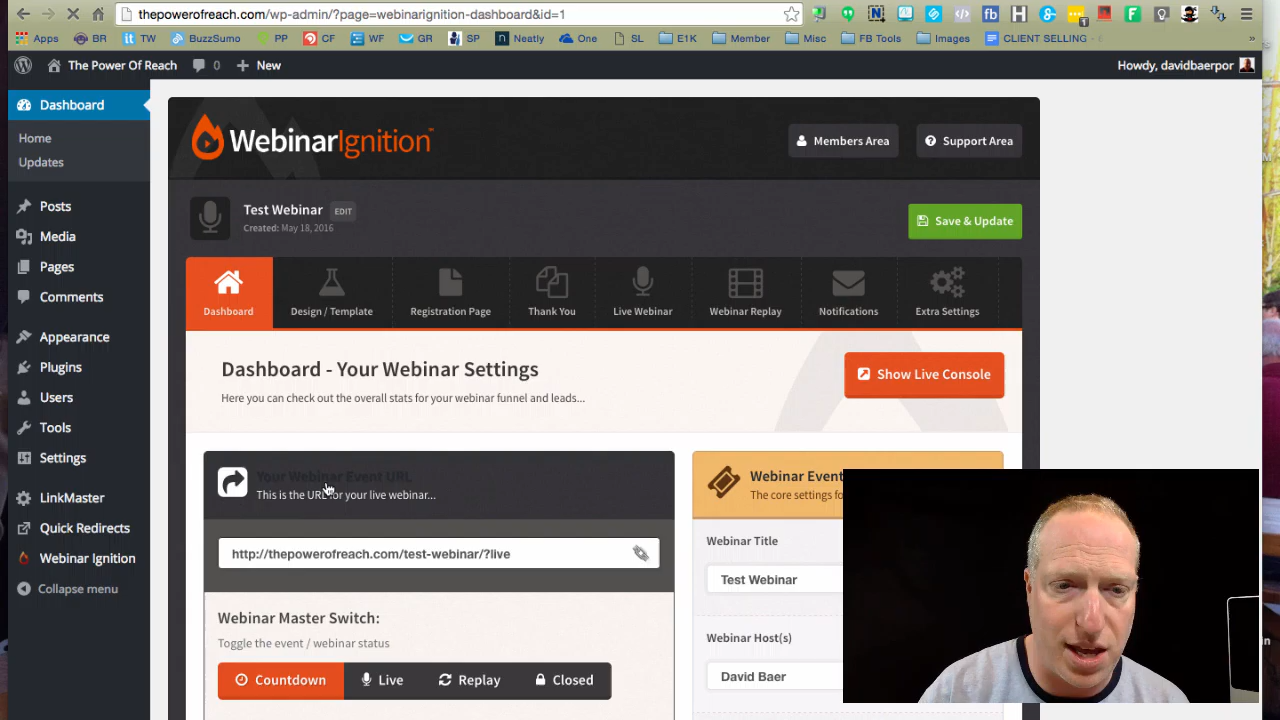 thepowerofreach.com/wp-admin/?page=webinarignition-dashboard&id=1
Apps BR TW BuzzSumo PP CF WF GR SP Neatly One SL E1K Member Misc FB Tools Images CLIENT SELLING -
The Power Of Reach 0 New Howdy, davidbaerpor
Dashboard
Home
Updates
Posts
Media
Pages
Comments
Appearance
Plugins
Users
Tools
Settings
LinkMaster
Quick Redirects
Webinar Ignition
Collapse menu
WebinarIgnition
Members Area Support Area
Test Webinar EDIT
Created: May 18, 2016
Save & Update
Dashboard Design / Template Registration Page Thank You Live Webinar Webinar Replay Notifications Extra Settings
Dashboard - Your Webinar Settings
Here you can check out the overall stats for your webinar funnel and leads...
Show Live Console
Your Webinar Event URL
This is the URL for your live webinar...
http://thepowerofreach.com/test-webinar/?live
Webinar Master Switch:
Toggle the event / webinar status
Countdown Live Replay Closed
Webinar Event
The core settings fo
Webinar Title
Test Webinar
Webinar Host(s)
David Baer